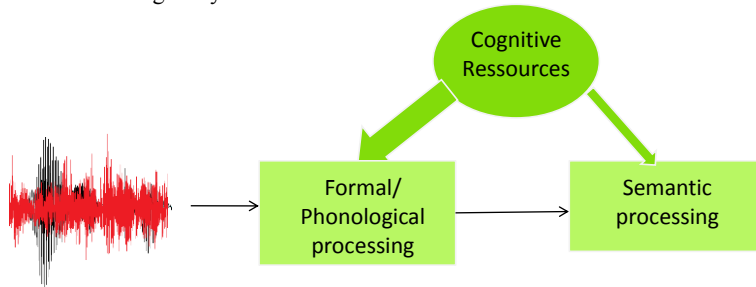 Cognitive
Ressources
Formal/
Phonological
processing
Semantic
processing